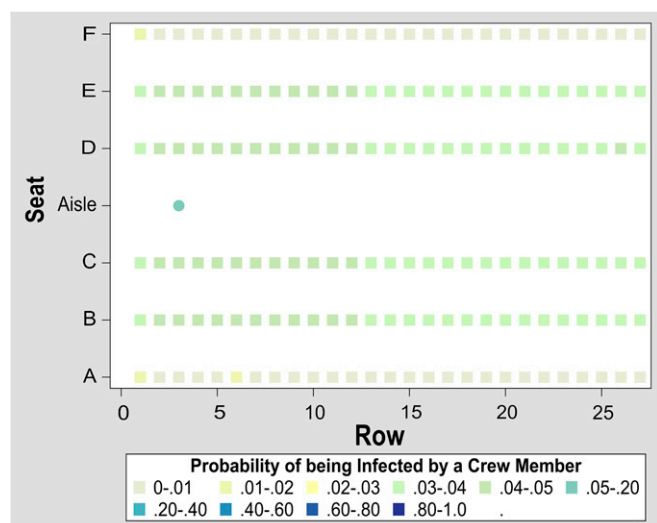 F
E
D
Aisle
C
B
A
Seat
0 5 10 15 20 25
Row
Probability of being Infected by a Crew Member
0-.01 .01-.02 .02-.03 .03-.04 .04-.05 .05-.20
.20-.40 .40-.60 .60-.80 .80-1.0 .